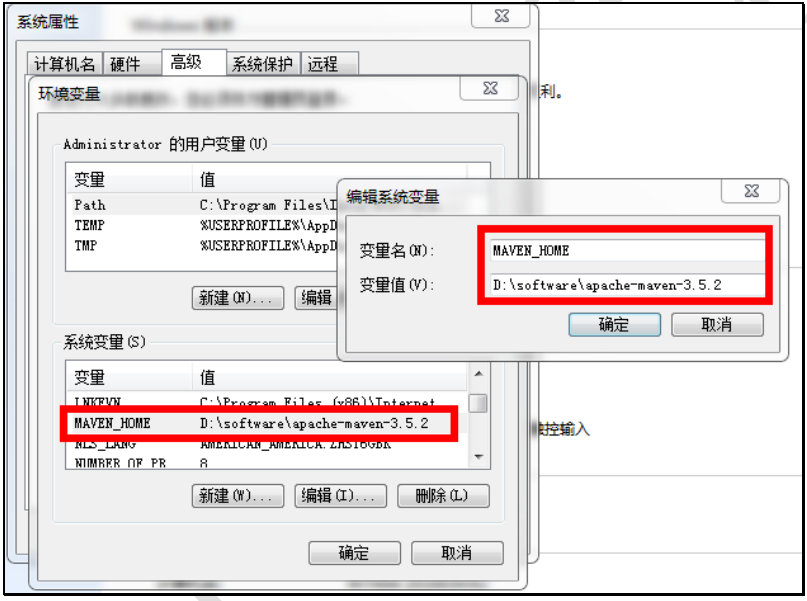 系统属性
计算机名 硬件 高级 系统保护 远程
环境变量
利。
Administrator 的用户变量(U)
变量 值
Path C:\Program Files\I
TEMP %USERPROFILE%\AppD
TMP %USERPROFILE%\AppD
新建(N)... 编辑
编辑系统变量
变量名(N): MAVEN_HOME
变量值(V): D:\software\apache-maven-3.5.2
确定 取消
系统变量(S)
变量 值
C:\Program Files (x86)\Internet
MAVEN_HOME D:\software\apache-maven-3.5.2
NLS_LANG AMERICAN_AMERICA.ZHS16GBK
NUMBER_OF_PR 8
控输入
新建(W)... 编辑(I)... 删除(L)
确定 取消